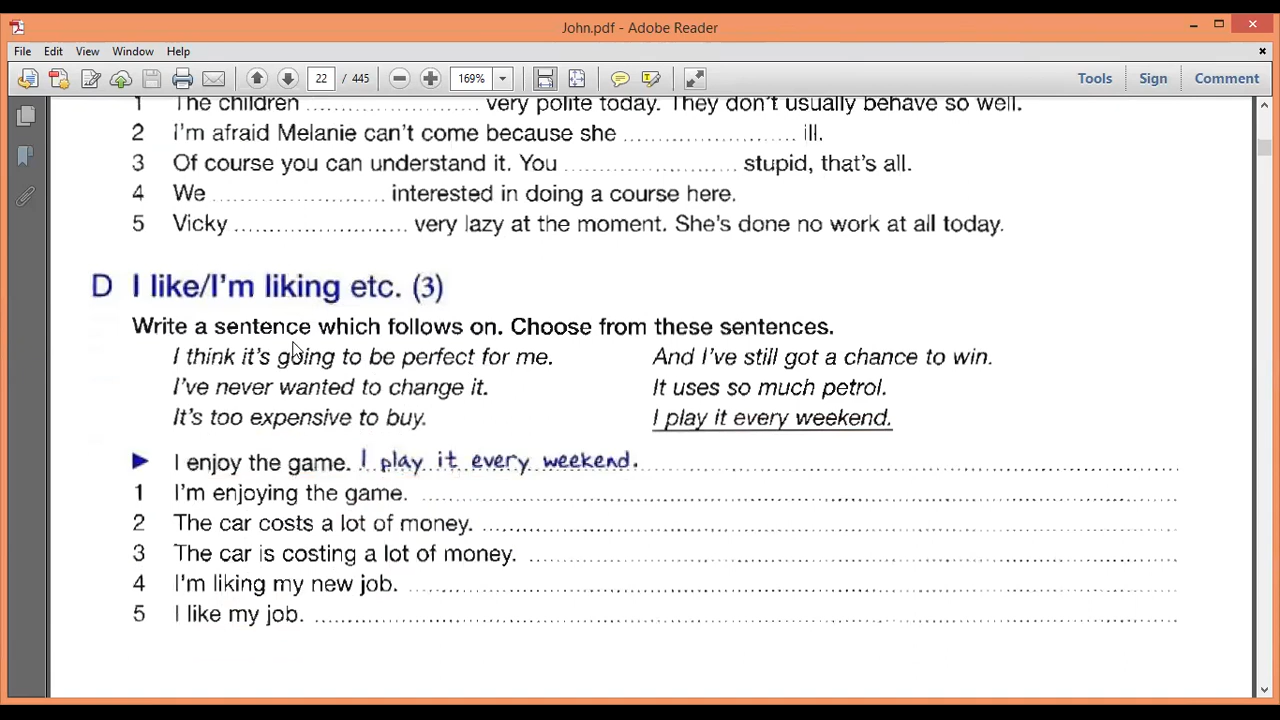 John.pdf - Adobe Reader
File Edit View Window Help
22 / 445 169% Tools Sign Comment
1 The children ........................ very polite today. They don't usually behave so well.
2 I'm afraid Melanie can't come because she ........................ ill.
3 Of course you can understand it. You ........................ stupid, that's all.
4 We ........................ interested in doing a course here.
5 Vicky ........................ very lazy at the moment. She's done no work at all today.
D I like/I'm liking etc. (3)
Write a sentence which follows on. Choose from these sentences.
I think it's going to be perfect for me. And I've still got a chance to win.
I've never wanted to change it. It uses so much petrol.
It's too expensive to buy. I play it every weekend.
► I enjoy the game. I play it every weekend.
1 I'm enjoying the game. ........................
2 The car costs a lot of money. ........................
3 The car is costing a lot of money. ........................
4 I'm liking my new job. ........................
5 I like my job. ........................